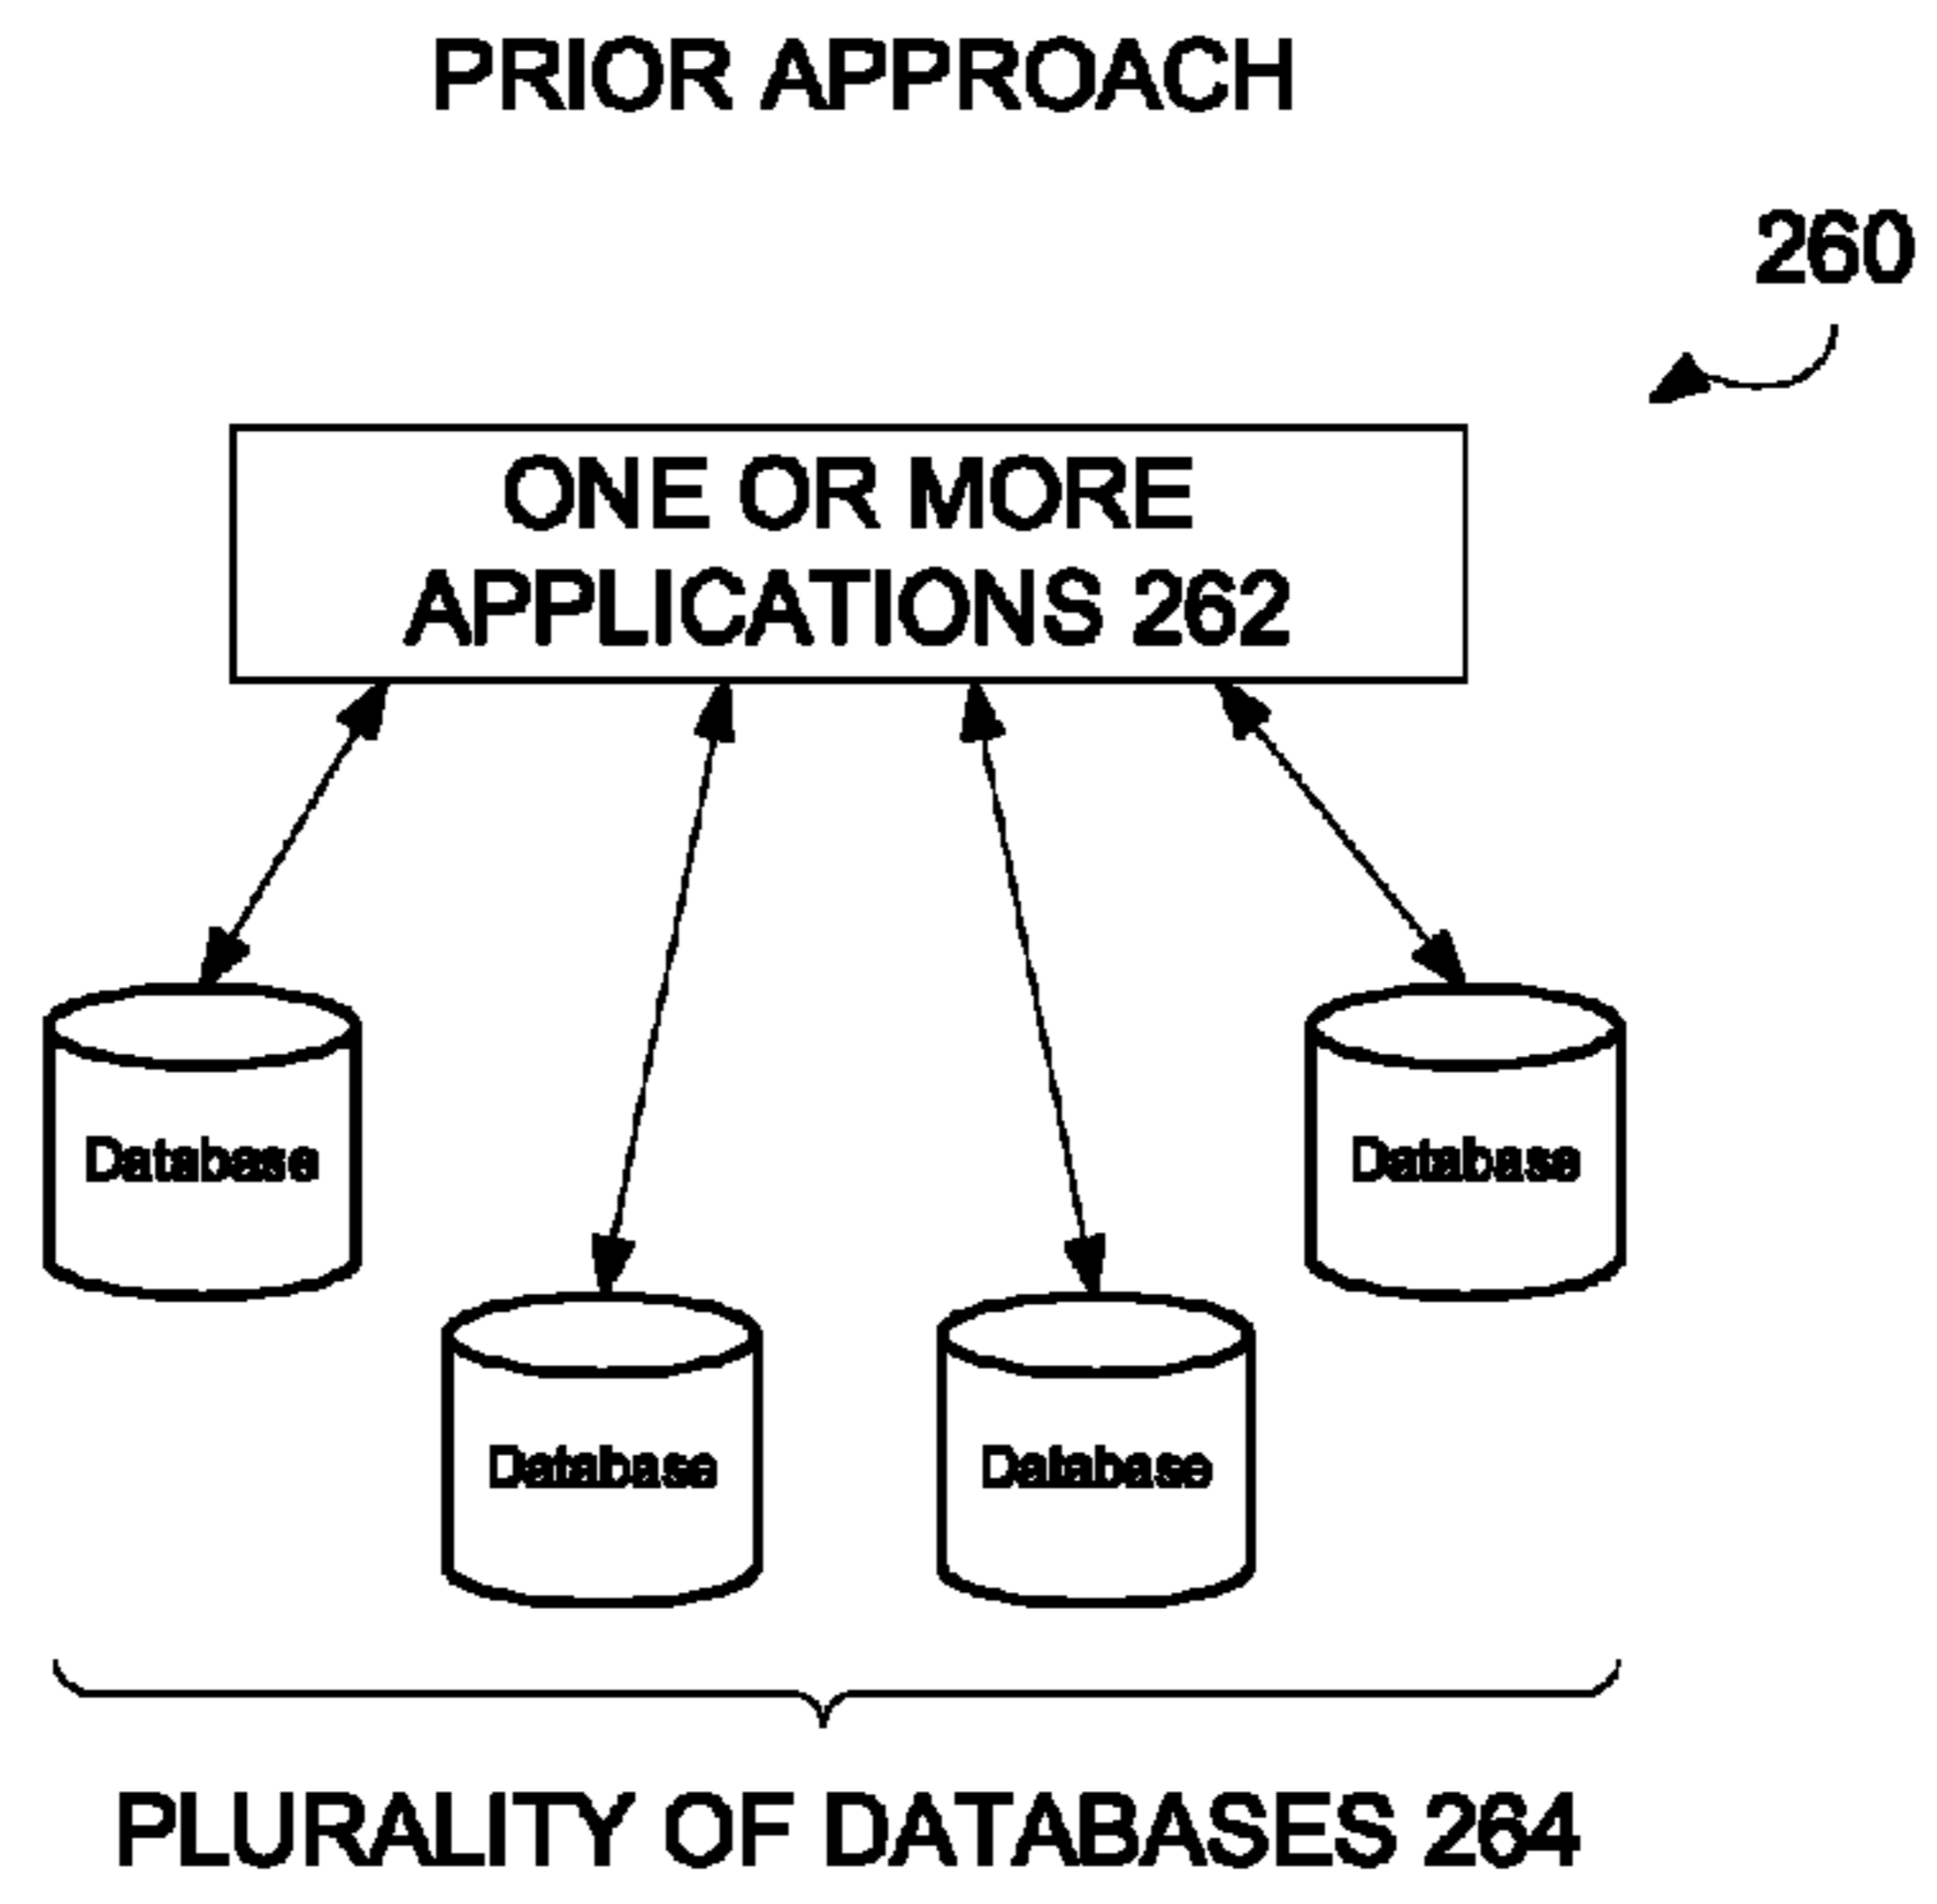 PRIOR APPROACH
260
ONE OR MORE
APPLICATIONS 262
Database
Database
Database
Database
PLURALITY OF DATABASES 264